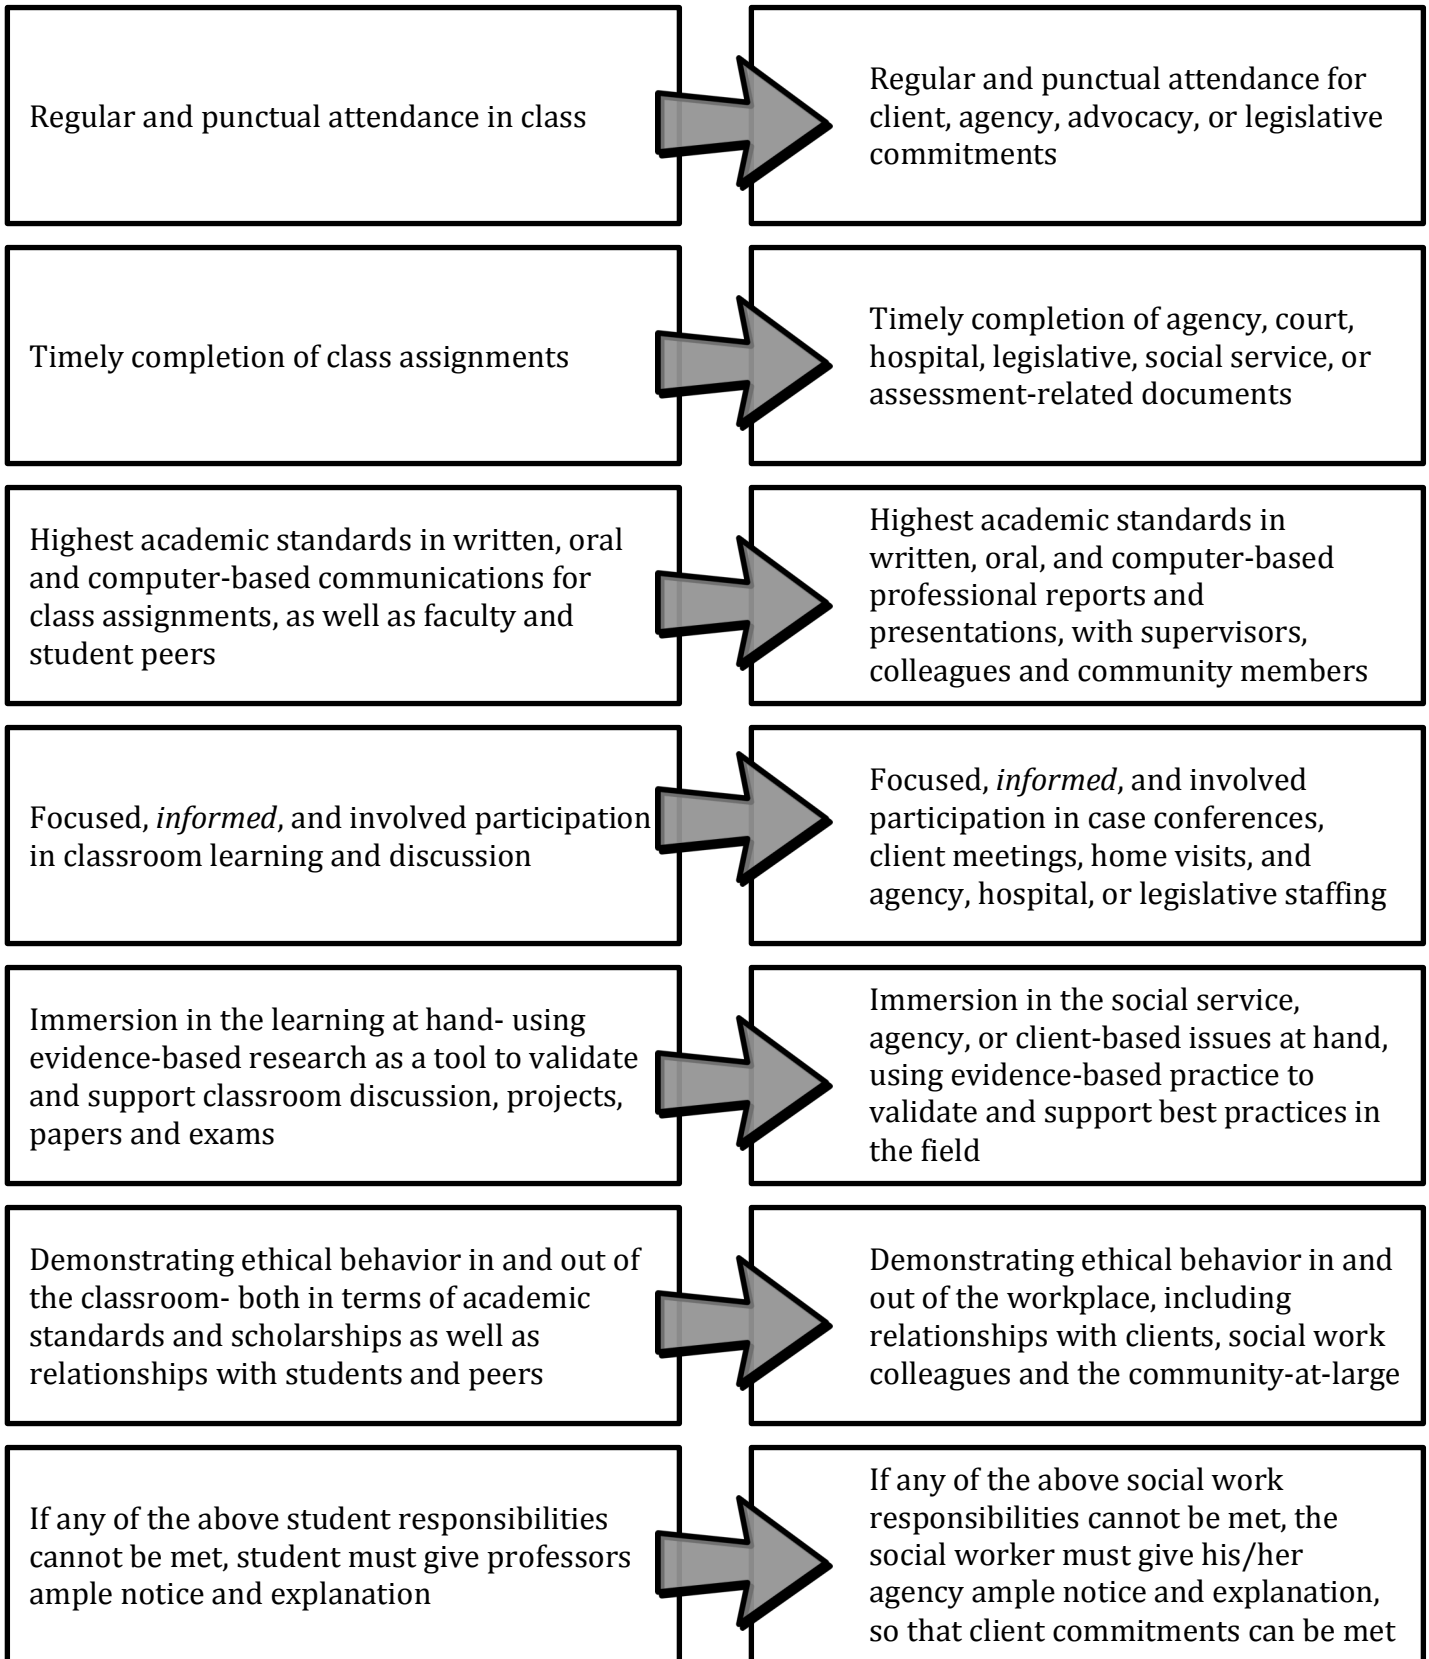 Regular and punctual attendance in class
Regular and punctual attendance for
client, agency, advocacy, or legislative
commitments
Timely completion of class assignments
Timely completion of agency, court,
hospital, legislative, social service, or
assessment-related documents
Highest academic standards in written, oral
and computer-based communications for
class assignments, as well as faculty and
student peers
Highest academic standards in
written, oral, and computer-based
professional reports and
presentations, with supervisors,
colleagues and community members
Focused, informed, and involved participation
in classroom learning and discussion
Focused, informed, and involved
participation in case conferences,
client meetings, home visits, and
agency, hospital, or legislative staffing
Immersion in the learning at hand- using
evidence-based research as a tool to validate
and support classroom discussion, projects,
papers and exams
Immersion in the social service,
agency, or client-based issues at hand,
using evidence-based practice to
validate and support best practices in
the field
Demonstrating ethical behavior in and out of
the classroom- both in terms of academic
standards and scholarships as well as
relationships with students and peers
Demonstrating ethical behavior in and
out of the workplace, including
relationships with clients, social work
colleagues and the community-at-large
If any of the above student responsibilities
cannot be met, student must give professors
ample notice and explanation
If any of the above social work
responsibilities cannot be met, the
social worker must give his/her
agency ample notice and explanation,
so that client commitments can be met